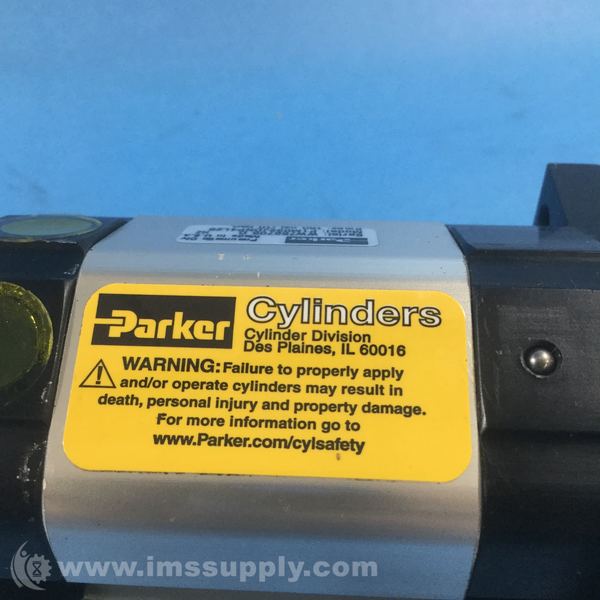 Parker
Parker
Cylinders
Cylinder Division
Des Plaines, IL 60016
WARNING: Failure to properly apply
and/or operate cylinders may result in
death, personal injury and property damage.
For more information go to
www.Parker.com/cylsafety
www.imssupply.com